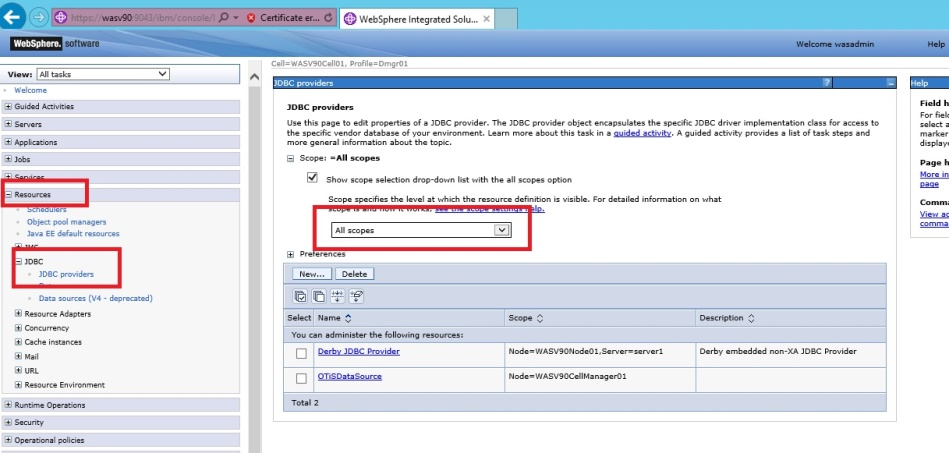 https://wasv90:9043/ibm/console/l
Certificate er...
WebSphere Integrated Solu...
WebSphere. software
Welcome wasadmin
Help
Cell=WASV90Cell01, Profile=Dmgr01
View: All tasks
Welcome
Guided Activities
Servers
Applications
Jobs
Services
Resources
Schedulers
Object pool managers
Java EE default resources
JMS
JDBC
JDBC providers
Data sources (V4 - deprecated)
Resource Adapters
Concurrency
Cache instances
Mail
URL
Resource Environment
Runtime Operations
Security
Operational policies
JDBC providers
?
JDBC providers
Use this page to edit properties of a JDBC provider. The JDBC provider object encapsulates the specific JDBC driver implementation class for access to
the specific vendor database of your environment. Learn more about this task in a guided activity. A guided activity provides a list of task steps and
more general information about the topic.
Scope: =All scopes
Show scope selection drop-down list with the all scopes option
Scope specifies the level at which the resource definition is visible. For detailed information on what
scope is and how it works, see the scope settings help.
All scopes
Preferences
New... Delete
Select Name Scope Description
You can administer the following resources:
Derby JDBC Provider Node=WASV90Node01,Server=server1 Derby embedded non-XA JDBC Provider
OTiSDataSource Node=WASV90CellManager01
Total 2
Help
Field h
For fiel
select a
marker
display
Page h
More in
page
Comma
View ad
comma